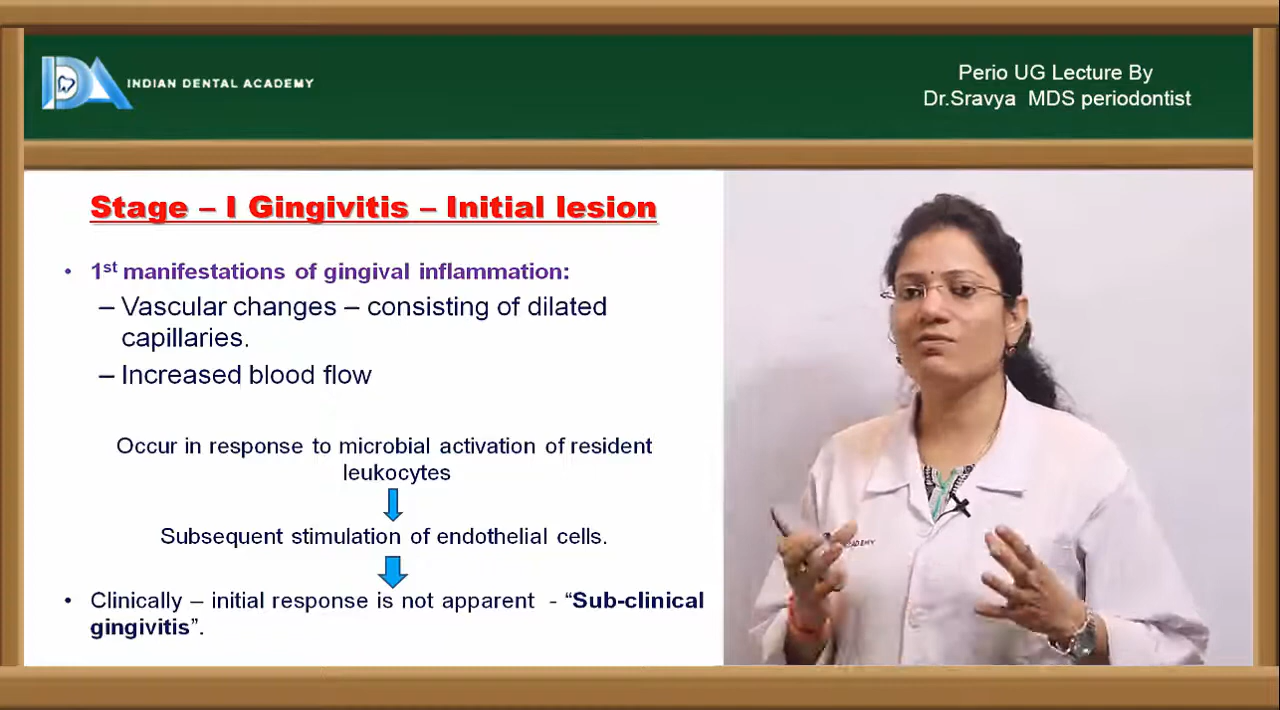 INDIAN DENTAL ACADEMY
Perio UG Lecture By
Dr.Sravya MDS periodontist
Stage – I Gingivitis – Initial lesion
• 1st manifestations of gingival inflammation:
– Vascular changes – consisting of dilated
capillaries.
– Increased blood flow
Occur in response to microbial activation of resident
leukocytes
Subsequent stimulation of endothelial cells.
• Clinically – initial response is not apparent - “Sub-clinical
gingivitis”.